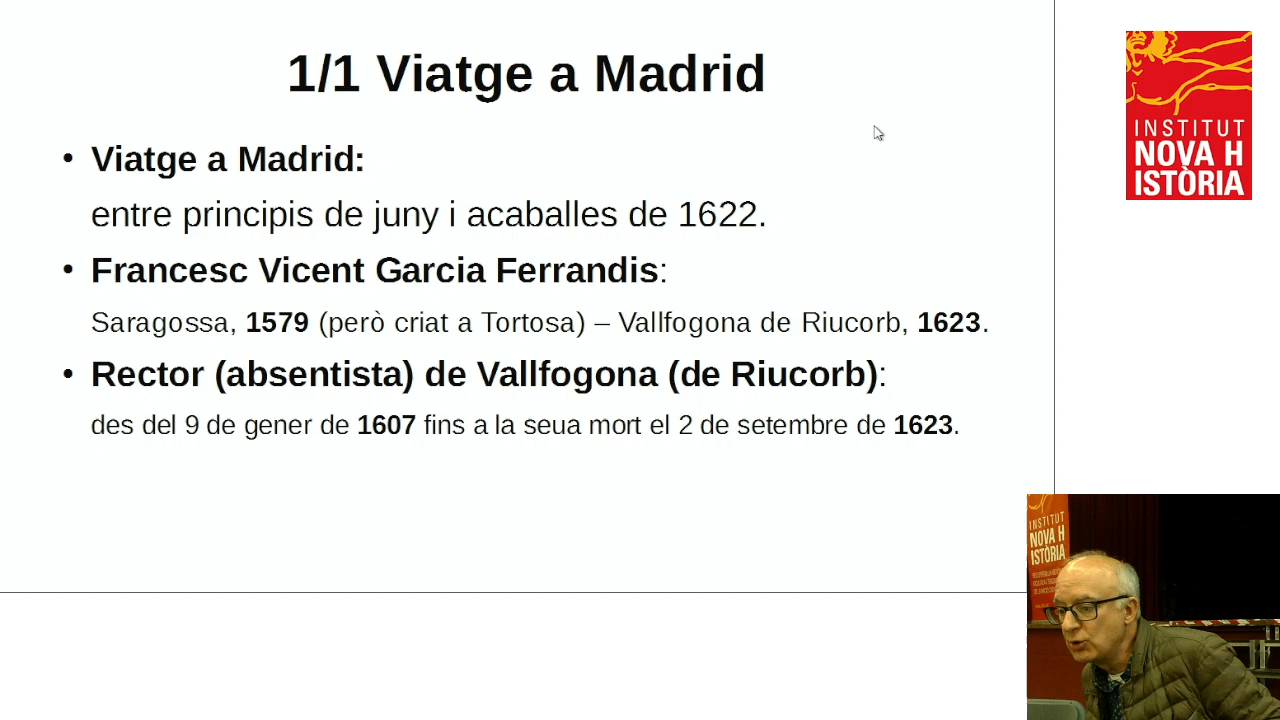 1/1 Viatge a Madrid
• Viatge a Madrid:
entre principis de juny i acaballes de 1622.
• Francesc Vicent Garcia Ferrandis:
Saragossa, 1579 (però criat a Tortosa) – Vallfogona de Riucorb, 1623.
• Rector (absentista) de Vallfogona (de Riucorb):
des del 9 de gener de 1607 fins a la seua mort el 2 de setembre de 1623.
INSTITUT
NOVA H
ISTÒRIA
INSTITUT
NOVA H
ISTÒRIA